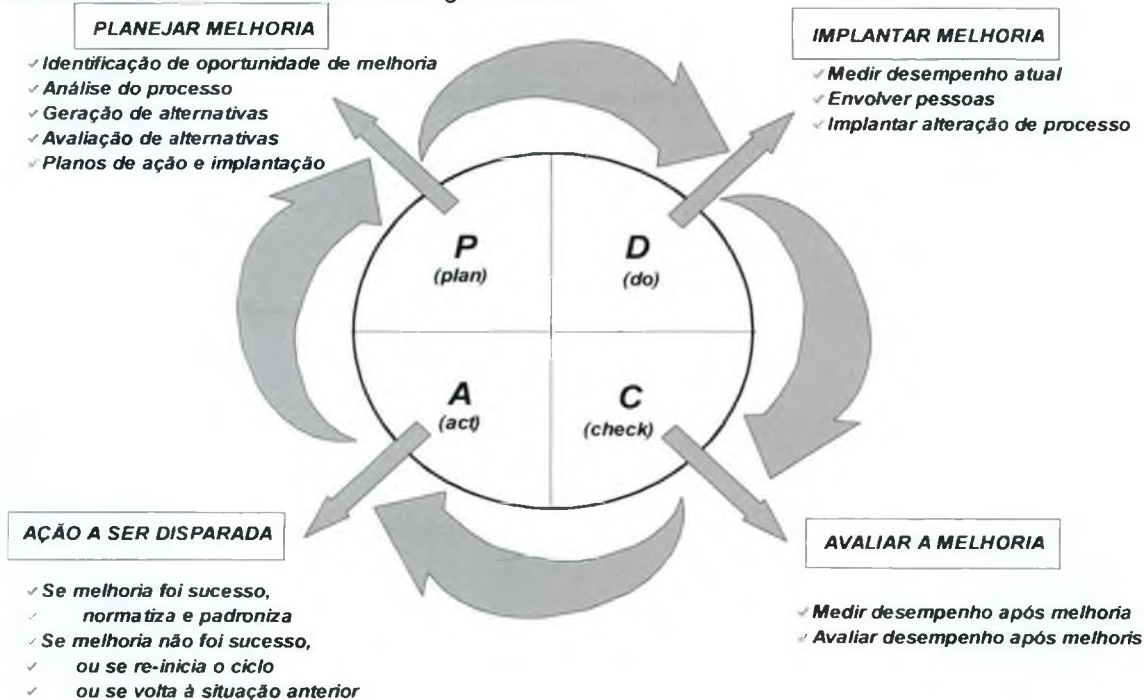 PLANEJAR MELHORIA
✓ Identificação de oportunidade de melhoria
✓ Análise do processo
✓ Geração de alternativas
✓ Avaliação de alternativas
✓ Planos de ação e implantação
IMPLANTAR MELHORIA
✓ Medir desempenho atual
✓ Envolver pessoas
✓ Implantar alteração de processo
P
(plan)
D
(do)
A
(act)
C
(check)
AÇÃO A SER DISPARADA
✓ Se melhoria foi sucesso,
✓ normatiza e padroniza
✓ Se melhoria não foi sucesso,
✓ ou se re-inicia o ciclo
✓ ou se volta à situação anterior
AVALIAR A MELHORIA
✓ Medir desempenho após melhoria
✓ Avaliar desempenho após melhoris